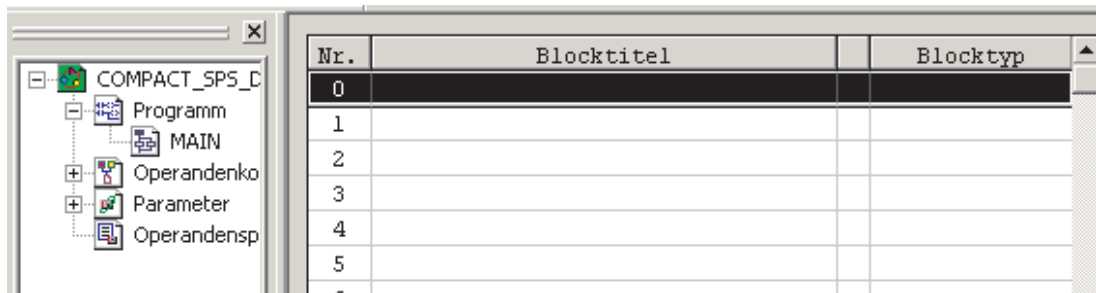 COMPACT_SPS_D
Programm
MAIN
Operandenko
Parameter
Operandensp
Nr. Blocktitel Blocktyp
0
1
2
3
4
5